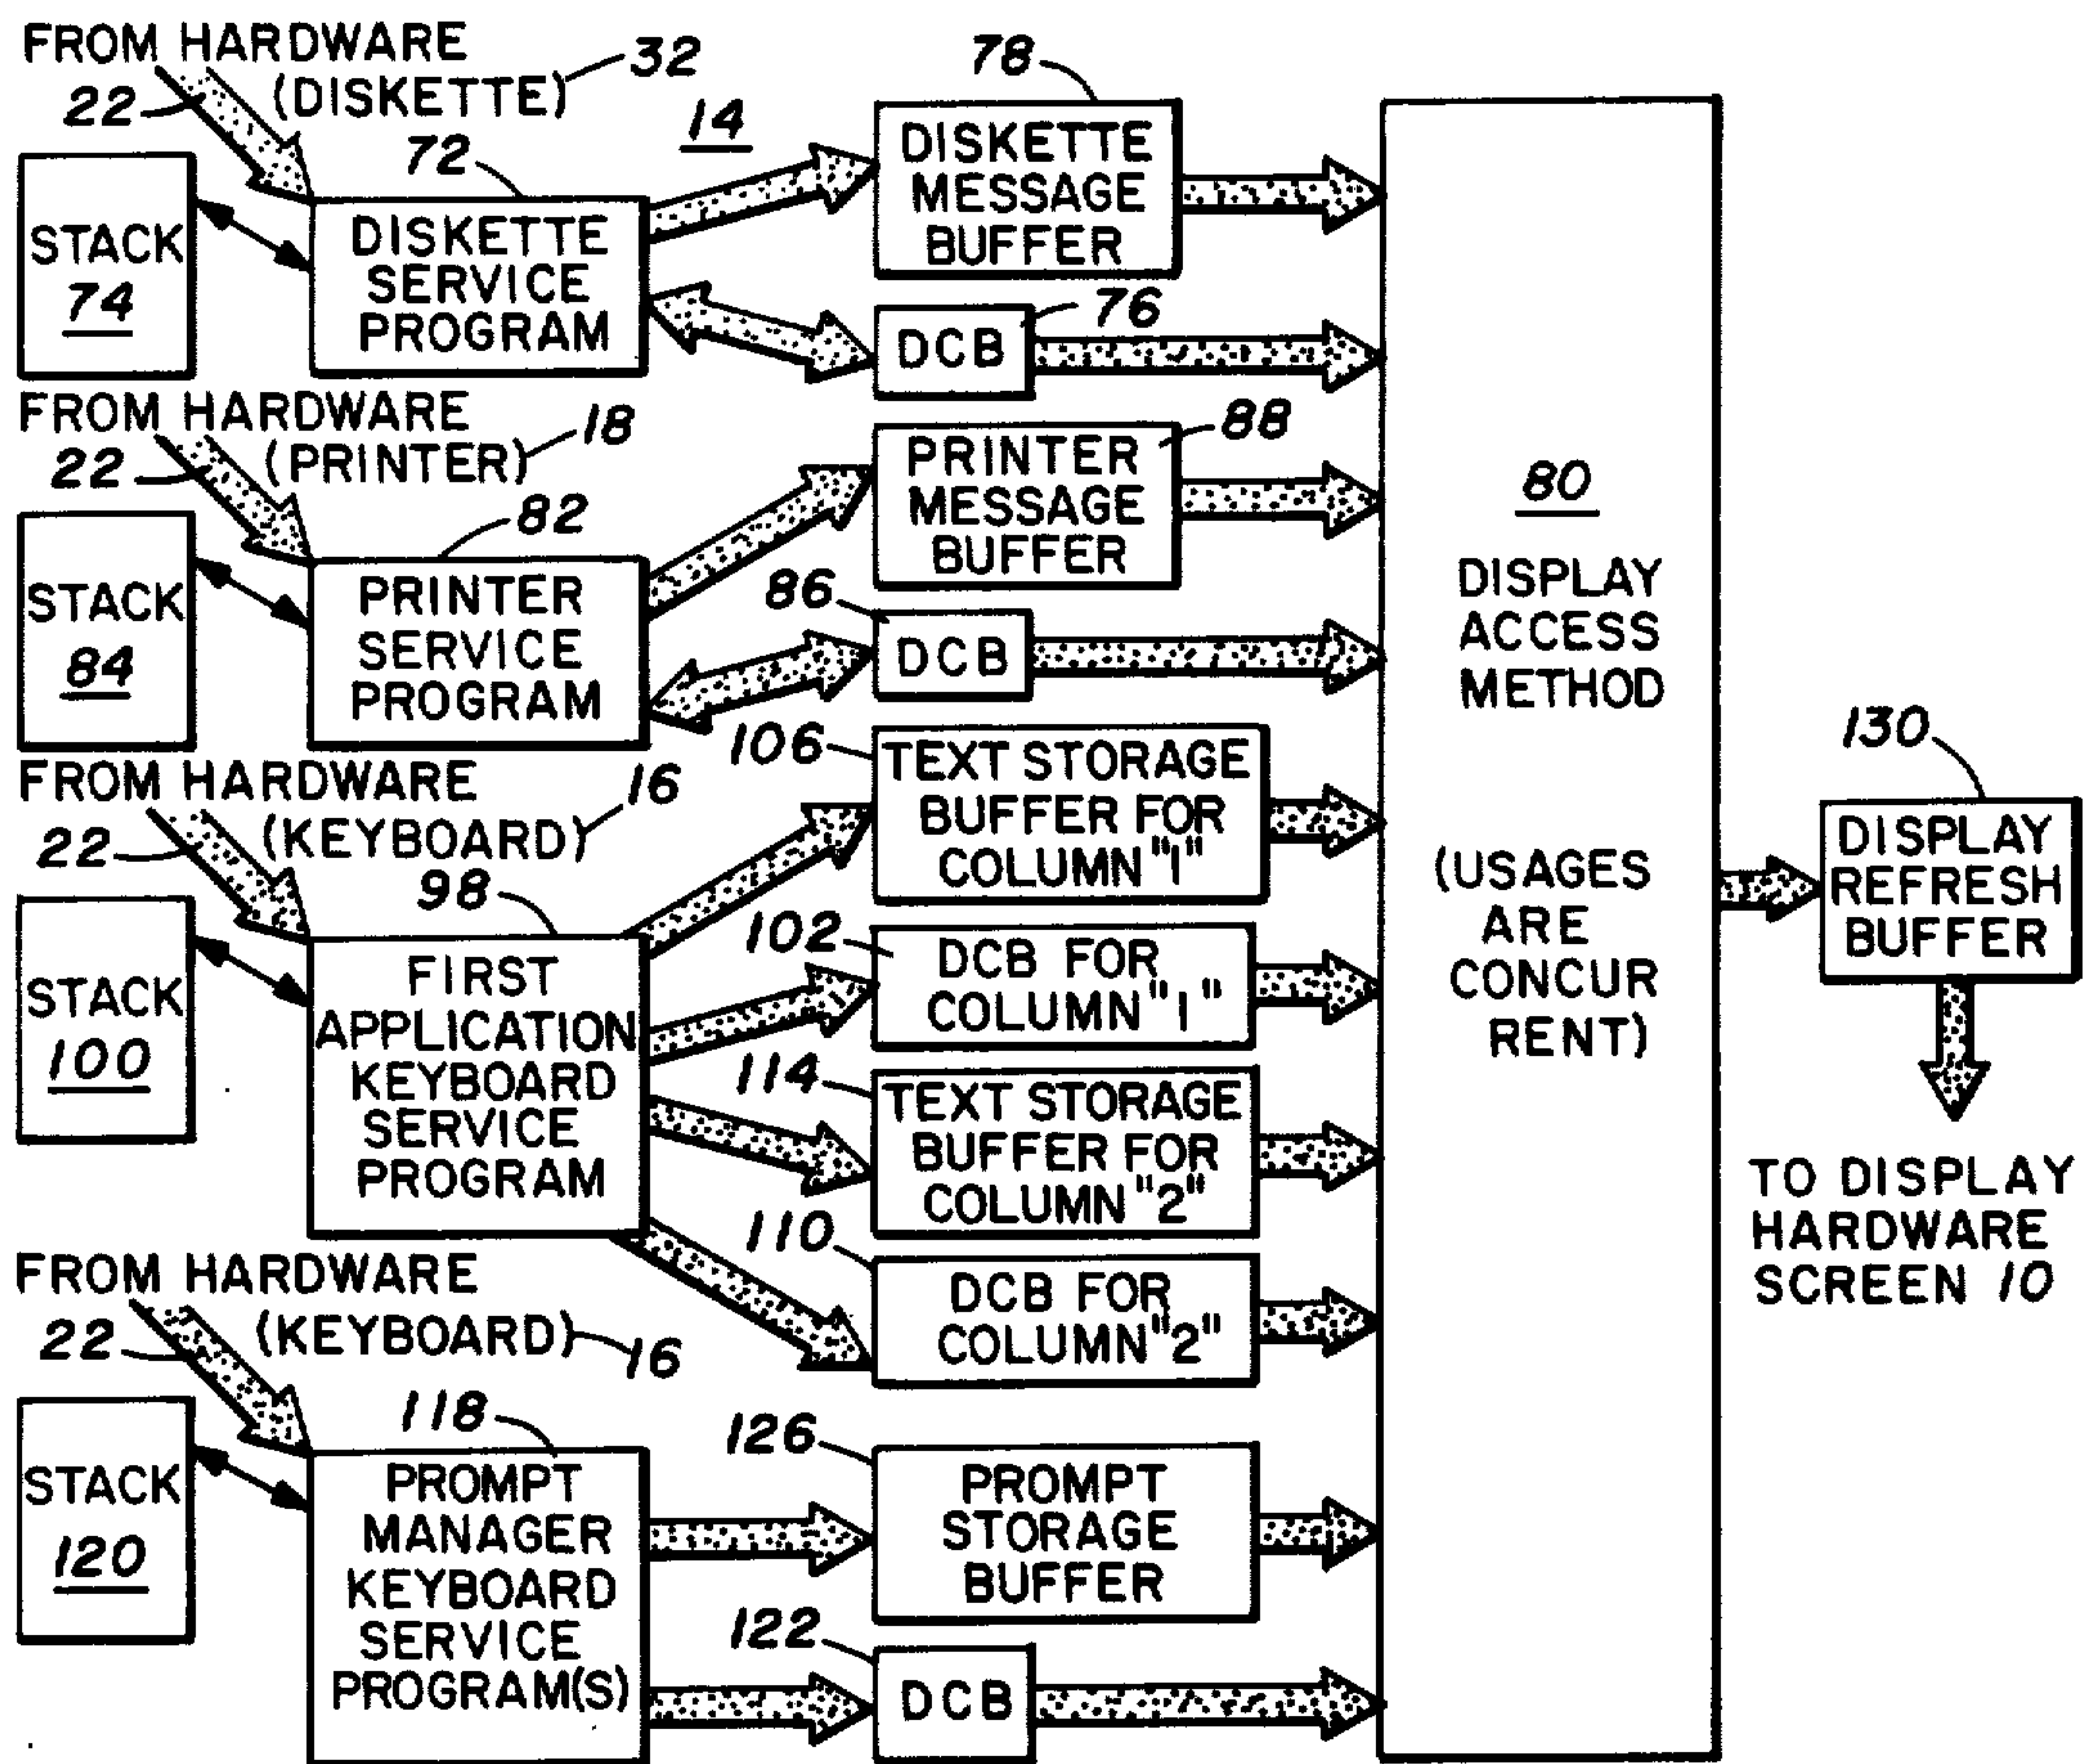 FROM HARDWARE
(DISKETTE) 32
22
14
72
STACK
74
DISKETTE
SERVICE
PROGRAM
78
DISKETTE
MESSAGE
BUFFER
76
DCB
FROM HARDWARE
(PRINTER) 18
22
82
STACK
84
PRINTER
SERVICE
PROGRAM
88
PRINTER
MESSAGE
BUFFER
86
DCB
FROM HARDWARE
(KEYBOARD) 16
22
98
STACK
100
FIRST
APPLICATION
KEYBOARD
SERVICE
PROGRAM
106
TEXT STORAGE
BUFFER FOR
COLUMN "1"
102
DCB FOR
COLUMN "1"
114
TEXT STORAGE
BUFFER FOR
COLUMN "2"
110
DCB FOR
COLUMN "2"
FROM HARDWARE
(KEYBOARD) 16
22
118
STACK
120
PROMPT
MANAGER
KEYBOARD
SERVICE
PROGRAM(S)
126
PROMPT
STORAGE
BUFFER
122
DCB
80
DISPLAY
ACCESS
METHOD
(USAGES
ARE
CONCUR
RENT)
130
DISPLAY
REFRESH
BUFFER
TO DISPLAY
HARDWARE
SCREEN 10